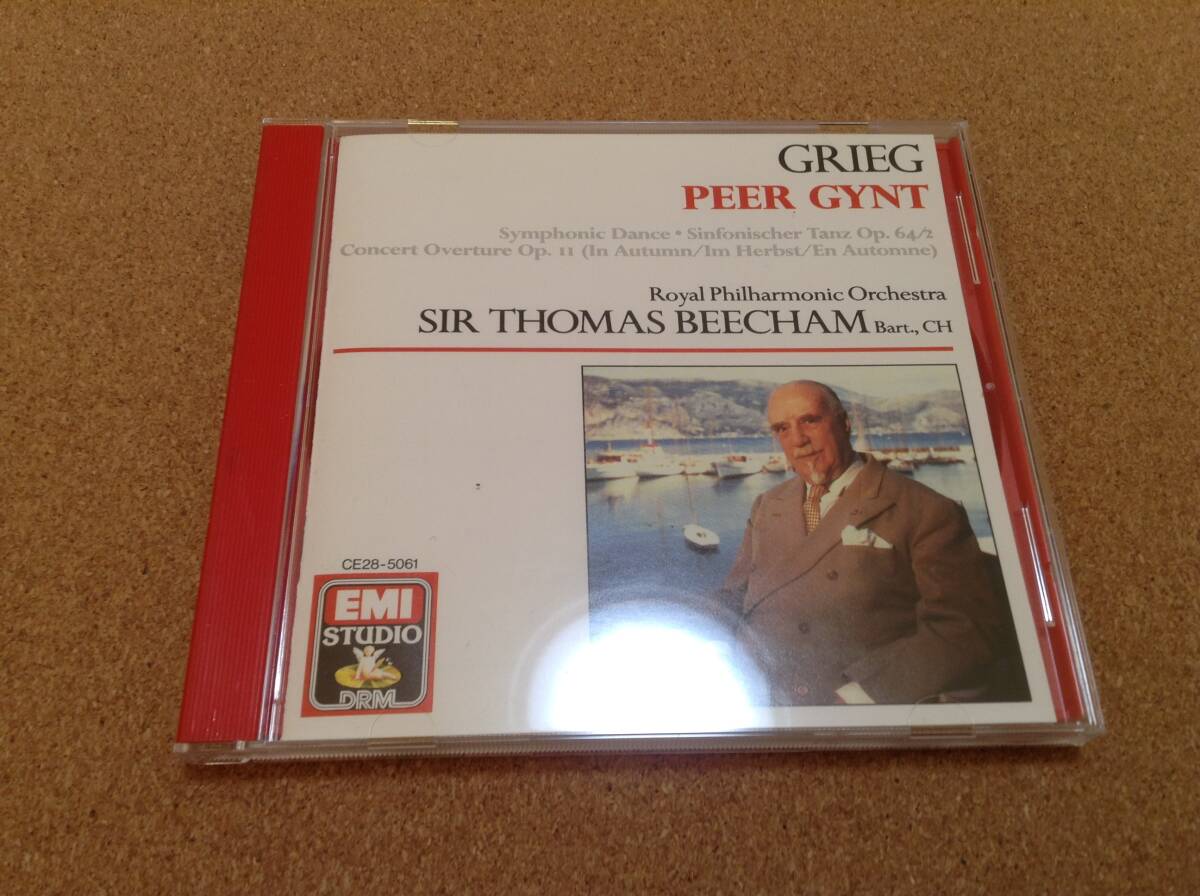 GRIEG
PEER GYNT
Symphonic Dance • Sinfonischer Tanz Op. 64/2
Concert Overture Op. 11 (In Autumn/Im Herbst/En Automne)
Royal Philharmonic Orchestra
SIR THOMAS BEECHAM Bart., CH
CE28-5061
EMI
STUDIO
DRM